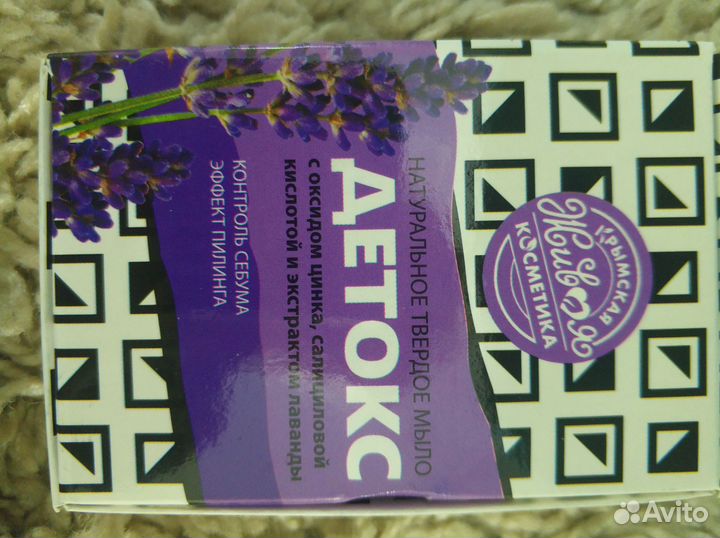 КРЫМСКАЯ
Живая
КОСМЕТИКА
НАТУРАЛЬНОЕ ТВЕРДОЕ МЫЛО
ДЕТОКС
с оксидом цинка, салициловой
кислотой и экстрактом лаванды
КОНТРОЛЬ СЕБУМА
ЭФФЕКТ ПИЛИНГА
Avito